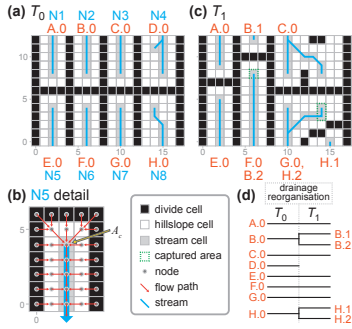 (a) T0 N1 N2 N3 N4
A.0 B.0 C.0 D.0
10
5
0
0 5 10 15
E.0 F.0 G.0 H.0
N5 N6 N7 N8
(c) T1
A.0 B.1 C.0
10
5
0
0 5 10 15
E.0 F.0 G.0, H.1
B.2 H.2
(b) N5 detail
5
0
Ac
divide cell
hillslope cell
stream cell
captured area
node
flow path
stream
(d) drainage
reorganisation
T0 T1
A.0
B.0 B.1
B.2
C.0
D.0
E.0
F.0
G.0
H.0 H.1
H.2